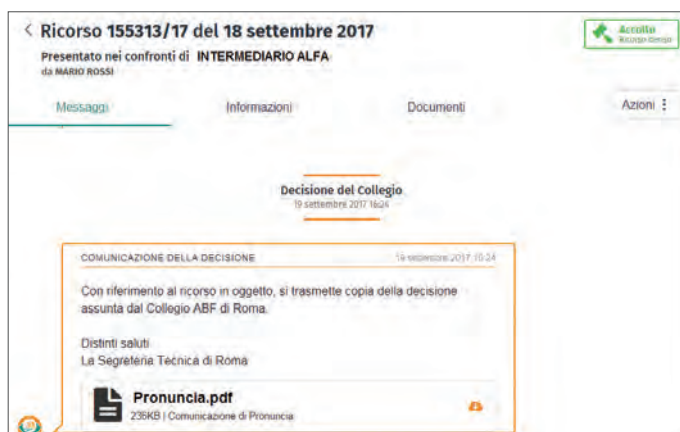 Ricorso 155313/17 del 18 settembre 2017
Accolto
Ricorso deciso
Presentato nei confronti di INTERMEDIARIO ALFA
da MARIO ROSSI
Messaggi Informazioni Documenti Azioni
Decisione del Collegio
19 settembre 2017 16:24
COMUNICAZIONE DELLA DECISIONE 19 settembre 2017 16:24
Con riferimento al ricorso in oggetto, si trasmette copia della decisione
assunta dal Collegio ABF di Roma.
Distinti saluti
La Segreteria Tecnica di Roma
Pronuncia.pdf
236KB | Comunicazione di Pronuncia